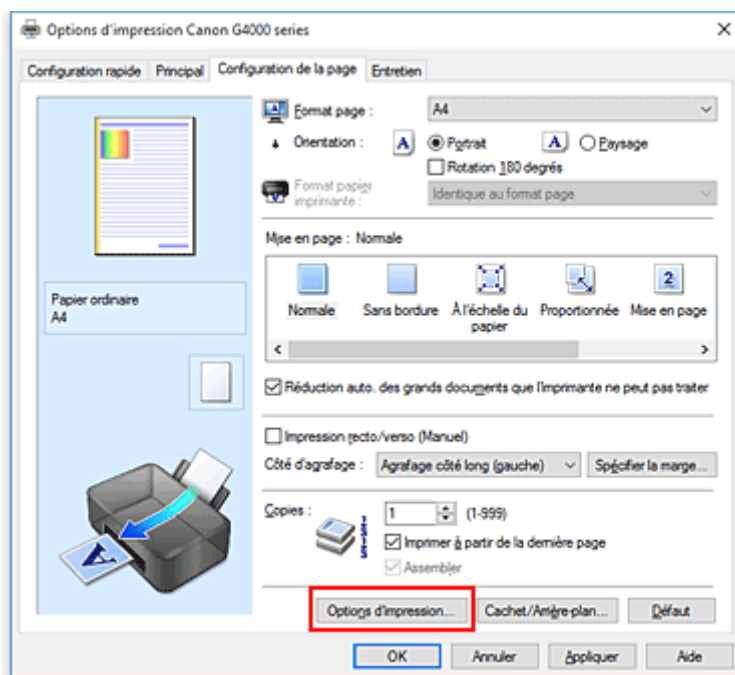 Options d'impression Canon G4000 series
Configuration rapide Principal Configuration de la page Entretien
Format page : A4
Orientation : A Portrait A Paysage
Rotation 180 degrés
Format papier imprimante : Identique au format page
Mise en page : Normale
2
Normale Sans bordure À l'échelle du papier Proportionnée Mise en page
Papier ordinaire
A4
Réduction auto. des grands documents que l'imprimante ne peut pas traiter
Impression recto/verso (Manuel)
Côté d'agrafage : Agrafage côté long (gauche) Spécifier la marge...
Copies : 1 (1-999)
Imprimer à partir de la dernière page
Assembler
A
Options d'impression... Cachet/Arrière-plan... Défaut
OK Annuler Appliquer Aide